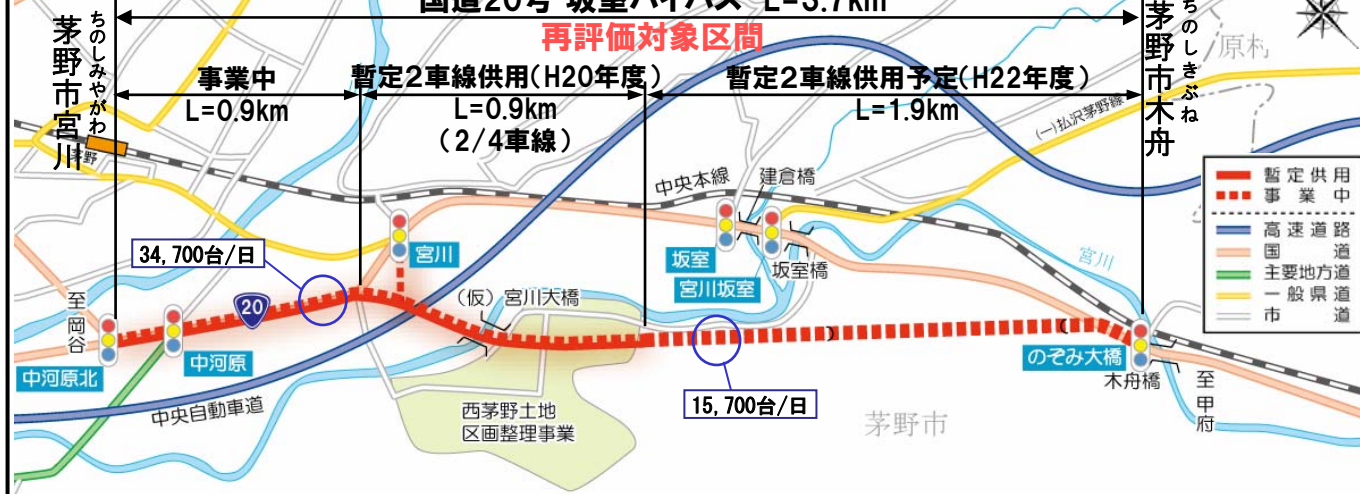 国道20号 坂室バイパス L=3.7km
再評価対象区間
ちのしみやがわ
茅野市宮川
ちのしきぶね
茅野市木舟
事業中
L=0.9km
暫定2車線供用(H20年度)
L=0.9km
(2/4車線)
暫定2車線供用予定(H22年度)
L=1.9km
原札
(一)払沢茅野線
茅野
中央本線
建倉橋
暫定供用
事業中
高速道路
国道
主要地方道
一般県道
市道
34,700台/日
宮川
坂室
宮川坂室
坂室橋
宮川
至岡谷
20
(仮)宮川大橋
中河原北
中河原
のぞみ大橋
木舟橋
至甲府
中央自動車道
西茅野土地
区画整理事業
15,700台/日
茅野市